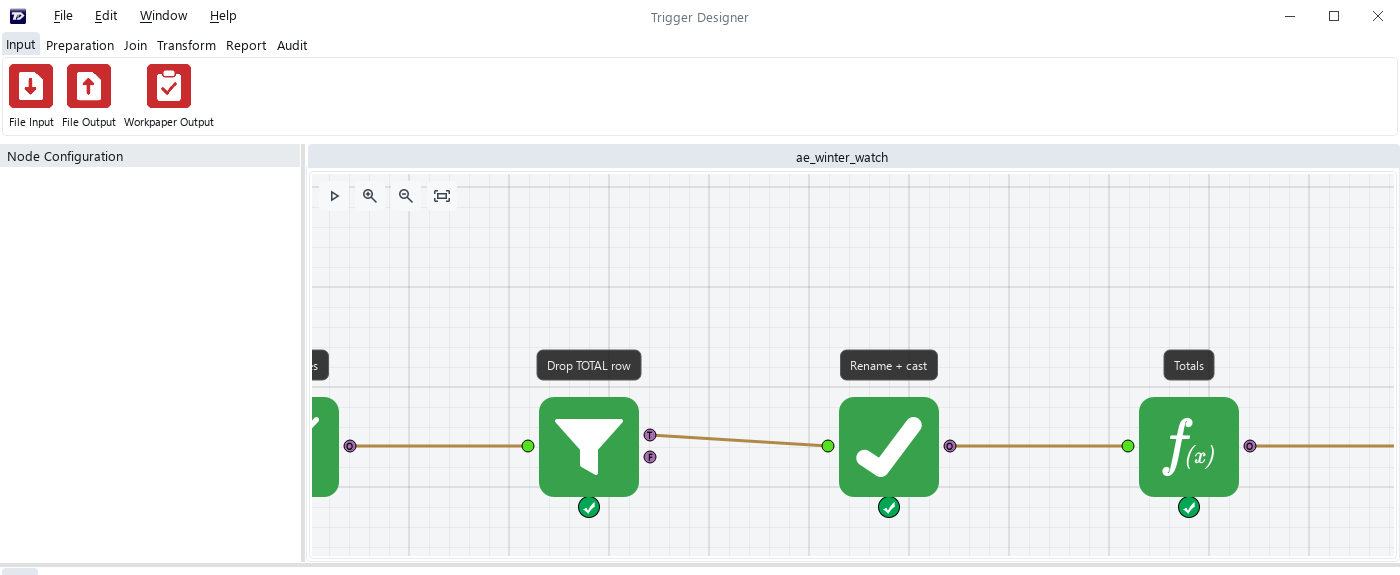 File Edit Window Help
Trigger Designer
Input Preparation Join Transform Report Audit
File Input File Output Workpaper Output
Node Configuration
ae_winter_watch
Drop TOTAL row
Rename + cast
Totals
O
T
F
O
O
f(x)